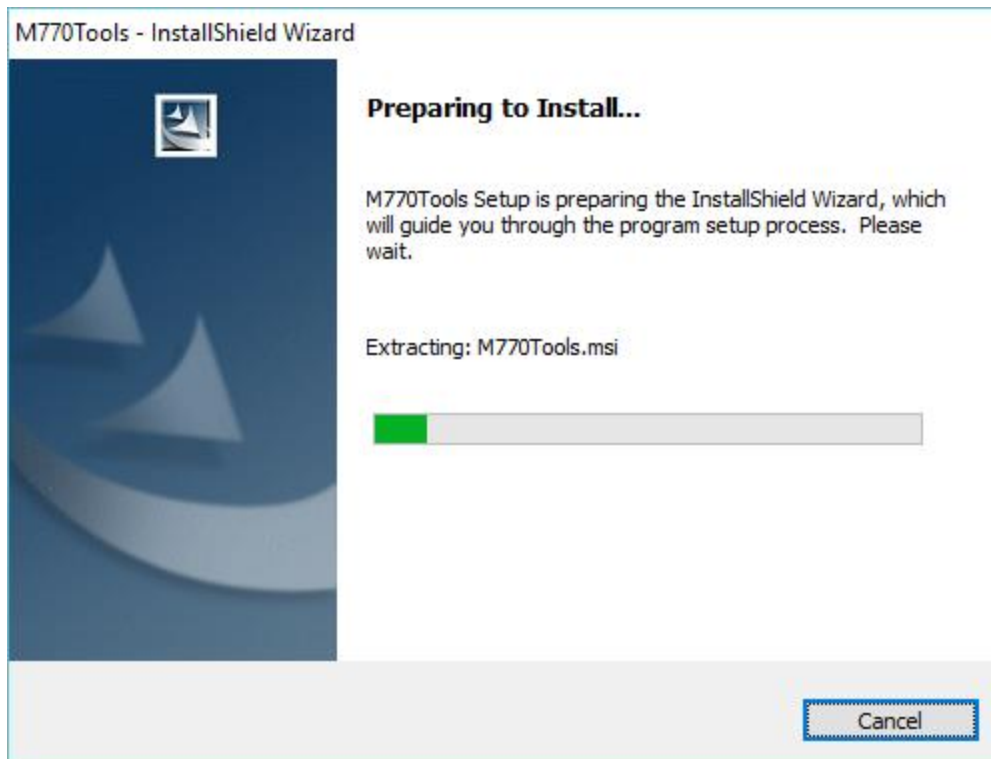 M770Tools - InstallShield Wizard
Preparing to Install...
M770Tools Setup is preparing the InstallShield Wizard, which
will guide you through the program setup process.  Please
wait.
Extracting: M770Tools.msi
Cancel